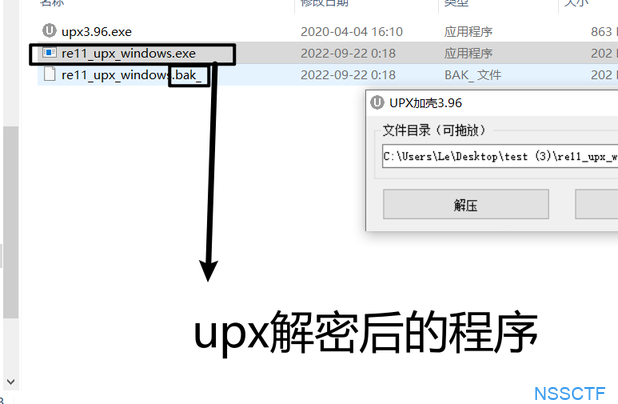 名称 修改日期 类型 大小
upx3.96.exe 2020-04-04 16:10 应用程序 863
re11_upx_windows.exe 2022-09-22 0:18 应用程序 202
re11_upx_windows.bak_ 2022-09-22 0:18 BAK_ 文件 202
UPX加壳3.96
文件目录（可拖放）
C:\Users\Le\Desktop\test (3)\re11_upx_w
解压
upx解密后的程序
NSSCTF